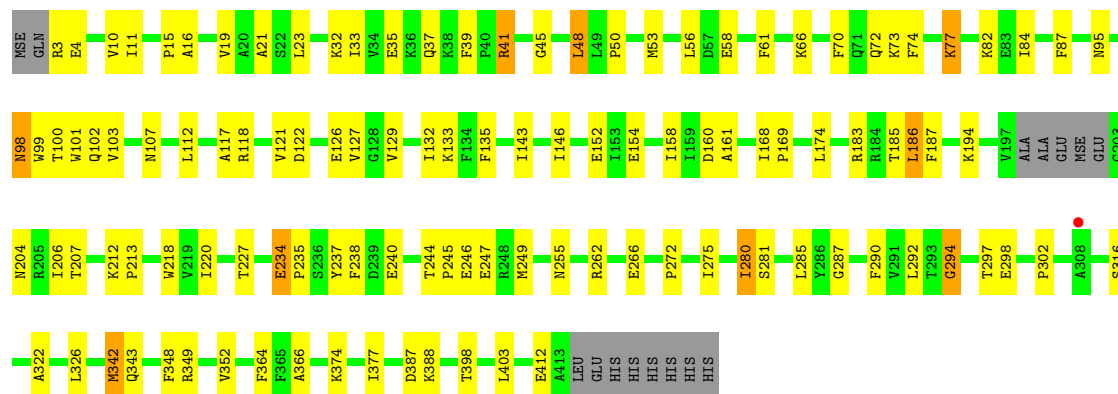 MSE GLN R3 E4 V10 I11 P15 A16 V19 A20 A21 S22 L23 K32 I33 V34 E35 K36 Q37 K38 F39 P40 R41 G45 L48 L49 P50 M53 L56 D57 E58 F61 K66 F70 Q71 Q72 K73 F74 K77 K82 E83 I84 F87 N95
N98 W99 T100 W101 Q102 V103 N107 L112 A117 R118 V121 D122 E126 V127 G128 V129 I132 K133 F134 F135 I143 I146 E152 I153 E154 I158 I159 D160 A161 I168 P169 L174 R183 R184 T185 L186 F187 K194 V197 ALA ALA GLU MSE GLU G203
N204 R205 I206 T207 K212 P213 W218 V219 I220 T227 E234 P235 S236 Y237 F238 D239 E240 T244 P245 E246 E247 R248 M249 N255 R262 E266 P272 I275 I280 S281 L285 Y286 G287 F290 V291 L292 T293 G294 T297 E298 P302 A308 S316
A322 L326 M342 Q343 F348 R349 V352 F364 F365 A366 K374 I377 D387 K388 T398 L403 E412 A413 LEU GLU HIS HIS HIS HIS HIS HIS